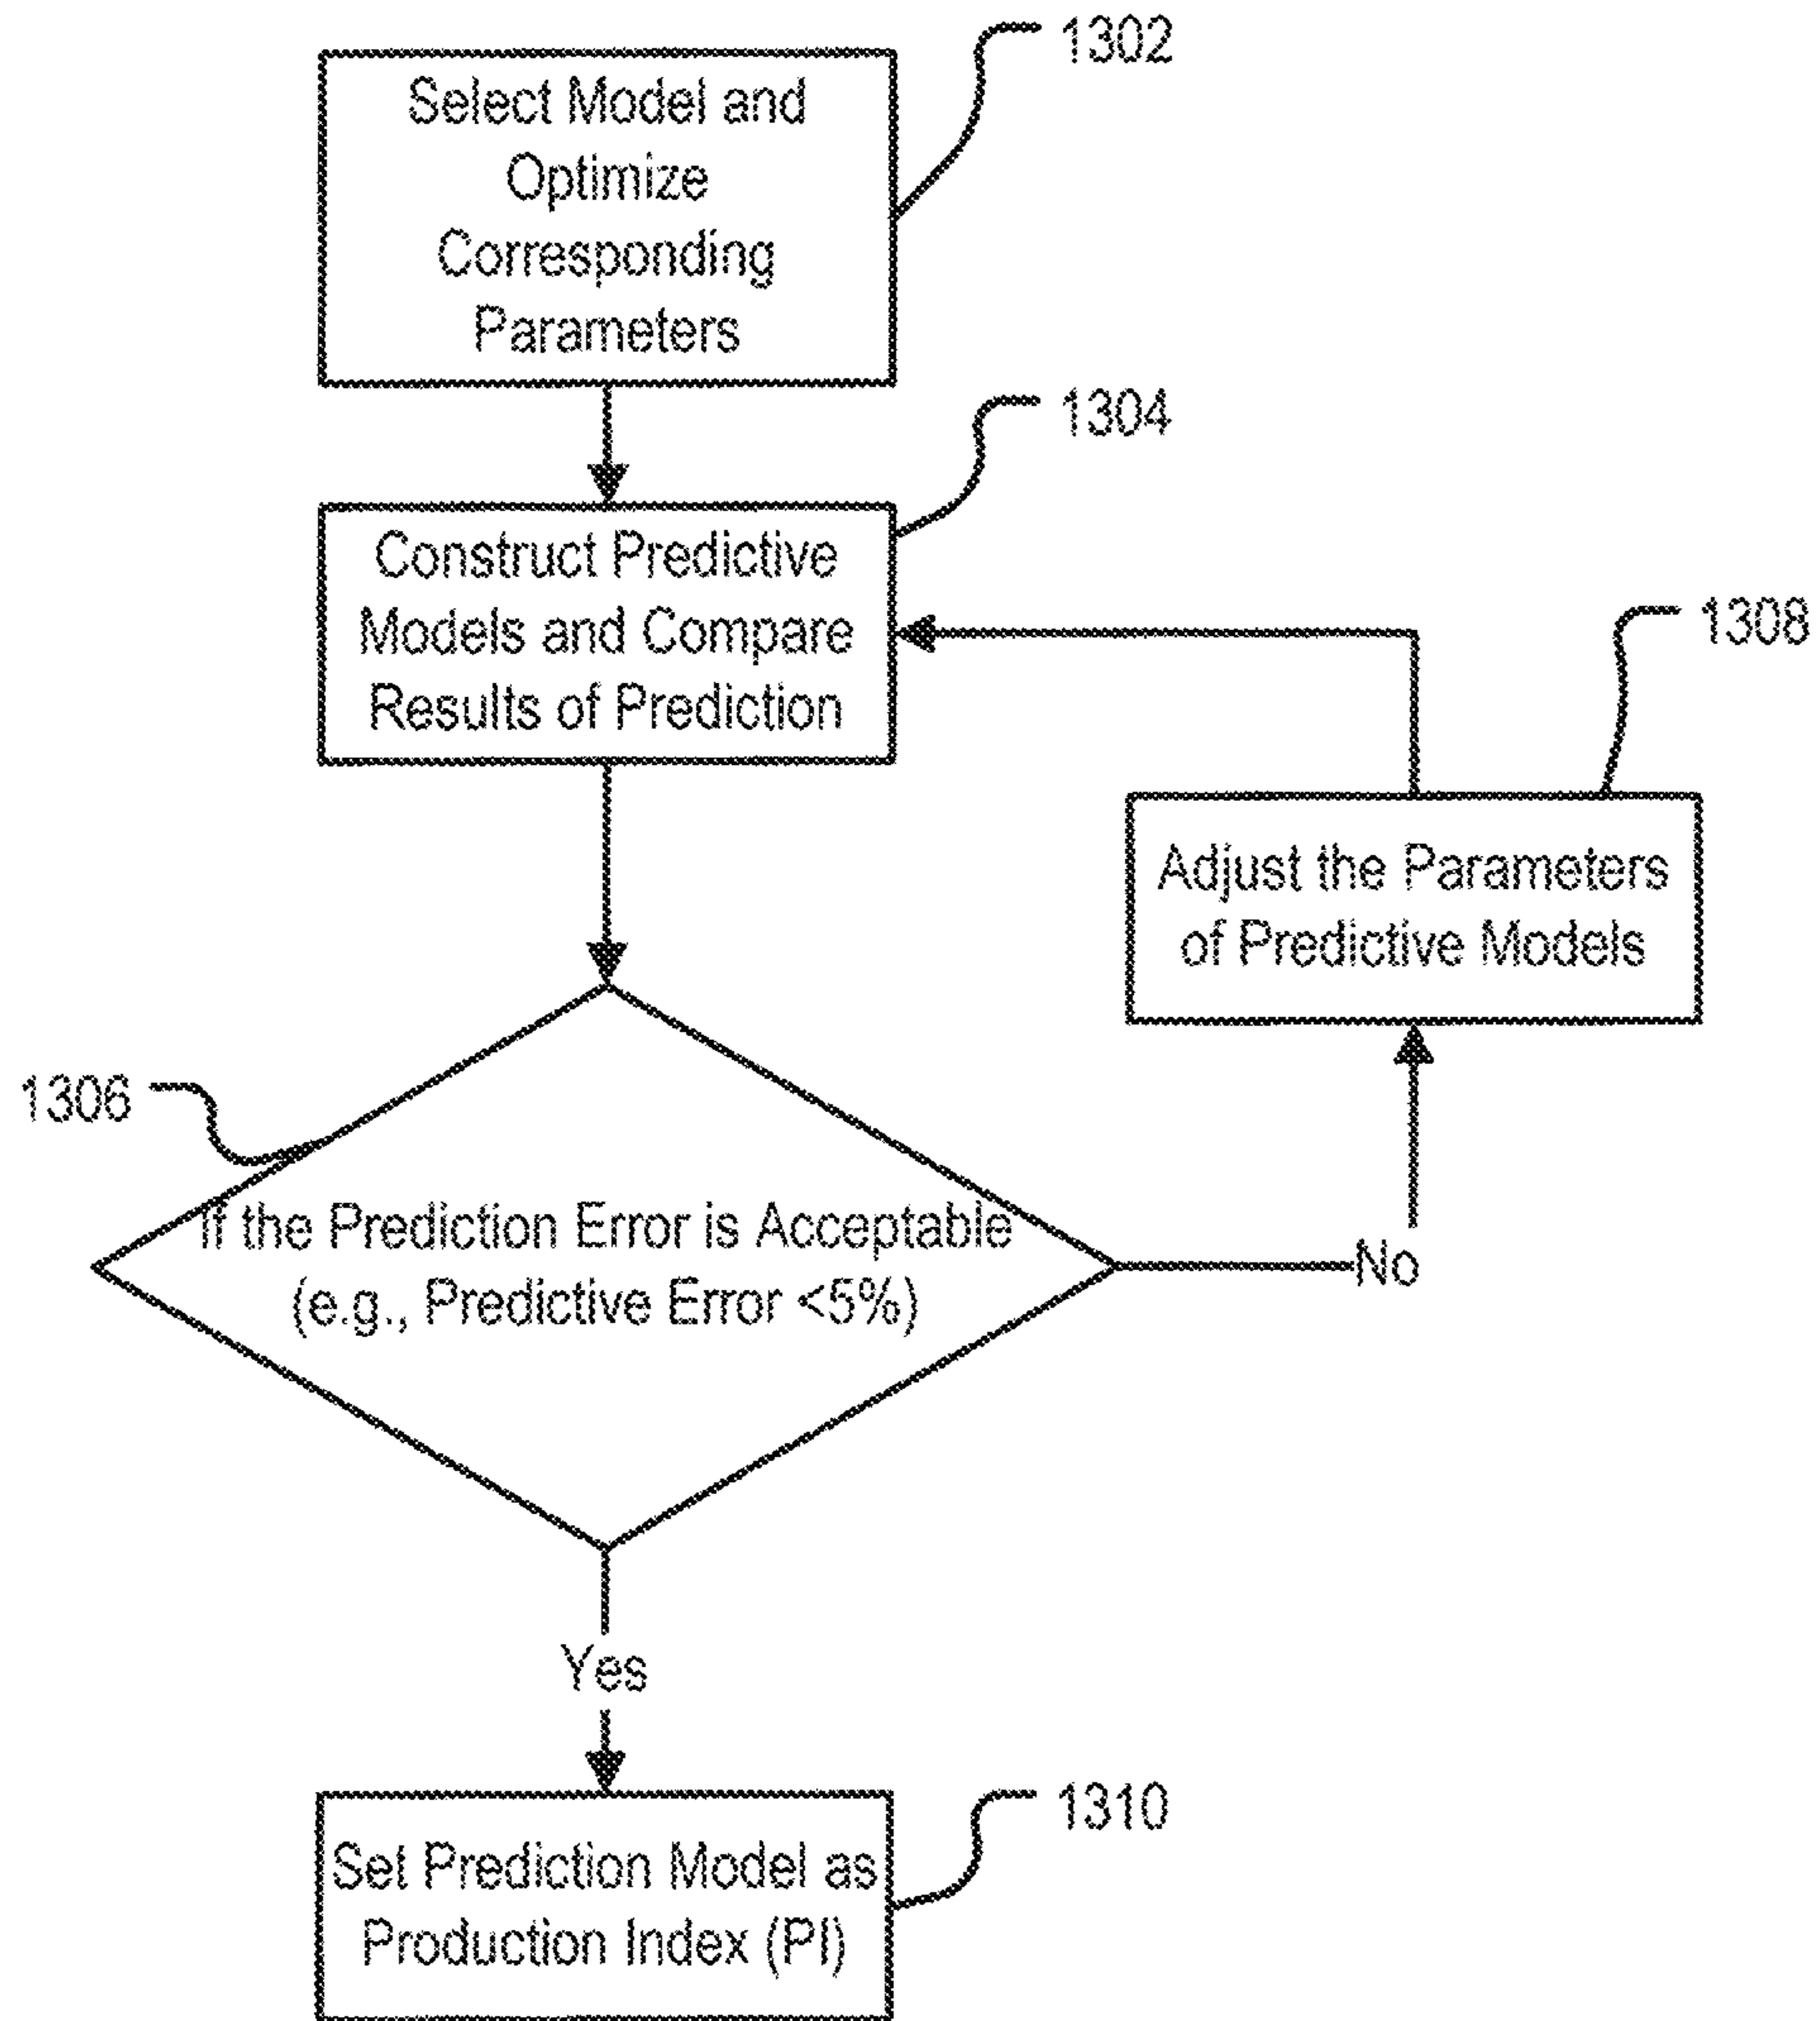 1302
Select Model and
Optimize
Corresponding
Parameters
1304
Construct Predictive
Models and Compare
Results of Prediction
1308
Adjust the Parameters
of Predictive Models
1306
If the Prediction Error is Acceptable
(e.g., Predictive Error <5%)
No
Yes
1310
Set Prediction Model as
Production Index (PI)